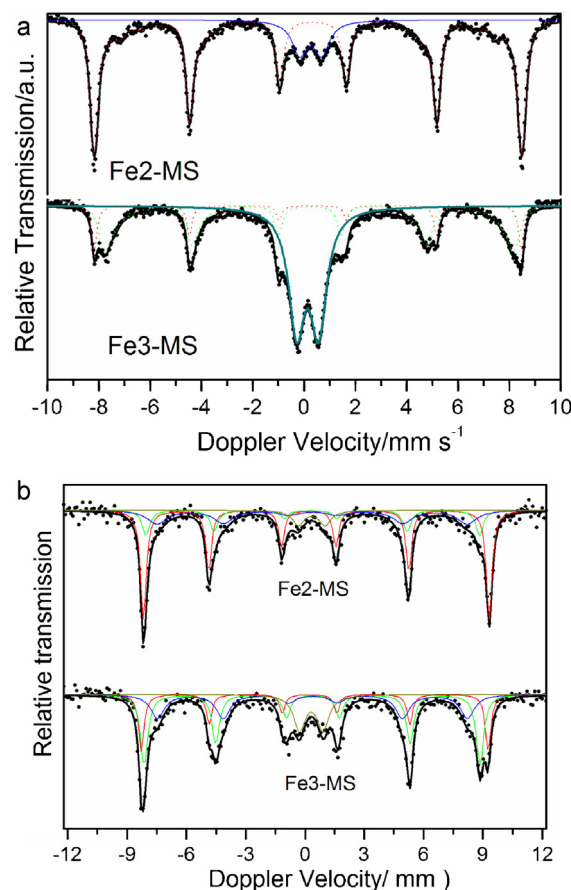 a
Relative Transmission/a.u.
Fe2-MS
Fe3-MS
-10 -8 -6 -4 -2 0 2 4 6 8 10
Doppler Velocity/mm s⁻¹
b
Relative transmission
Fe2-MS
Fe3-MS
-12 -9 -6 -3 0 3 6 9 12
Doppler Velocity/ mm )